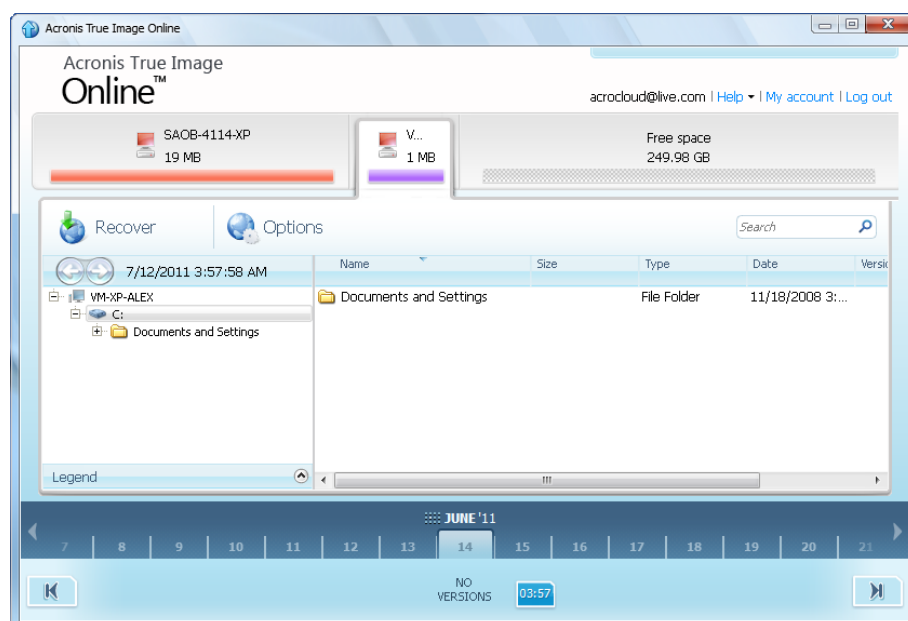 Acronis True Image Online
Acronis True Image
Online™
acrocloud@live.com | Help | My account | Log out
SAOB-4114-XP
19 MB
V...
1 MB
Free space
249.98 GB
Recover
Options
Search
7/12/2011 3:57:58 AM
Name Size Type Date Versic
VM-XP-ALEX
C:
Documents and Settings
Documents and Settings File Folder 11/18/2008 3:...
Legend
JUNE '11
7 8 9 10 11 12 13 14 15 16 17 18 19 20 21
NO
VERSIONS
03:57